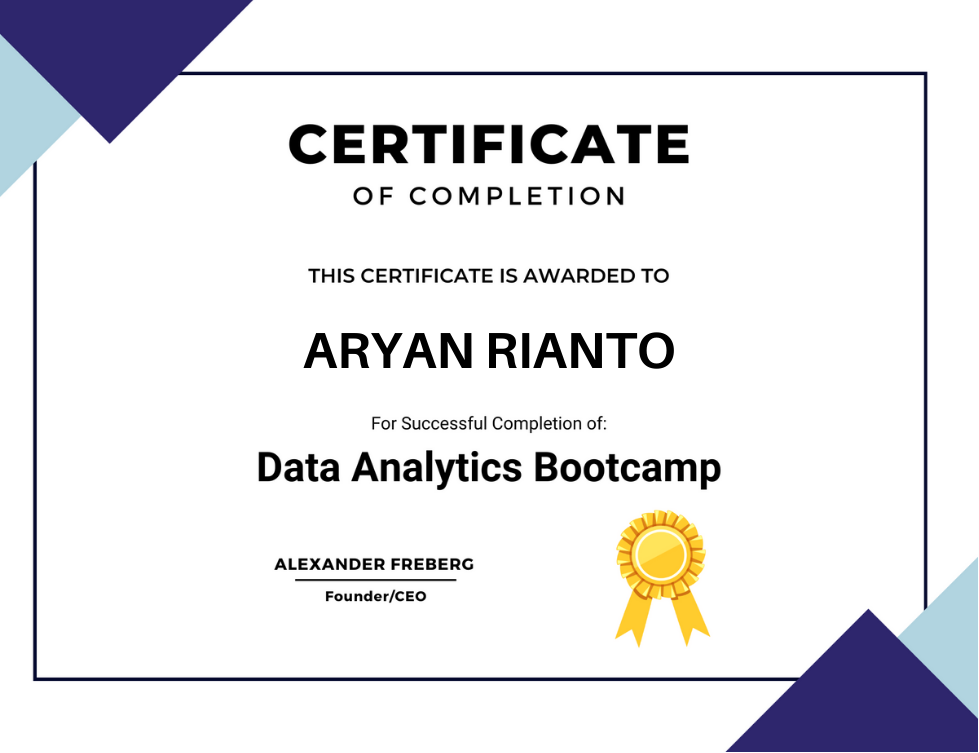 CERTIFICATE
OF COMPLETION
THIS CERTIFICATE IS AWARDED TO
ARYAN RIANTO
For Successful Completion of:
Data Analytics Bootcamp
ALEXANDER FREBERG
Founder/CEO